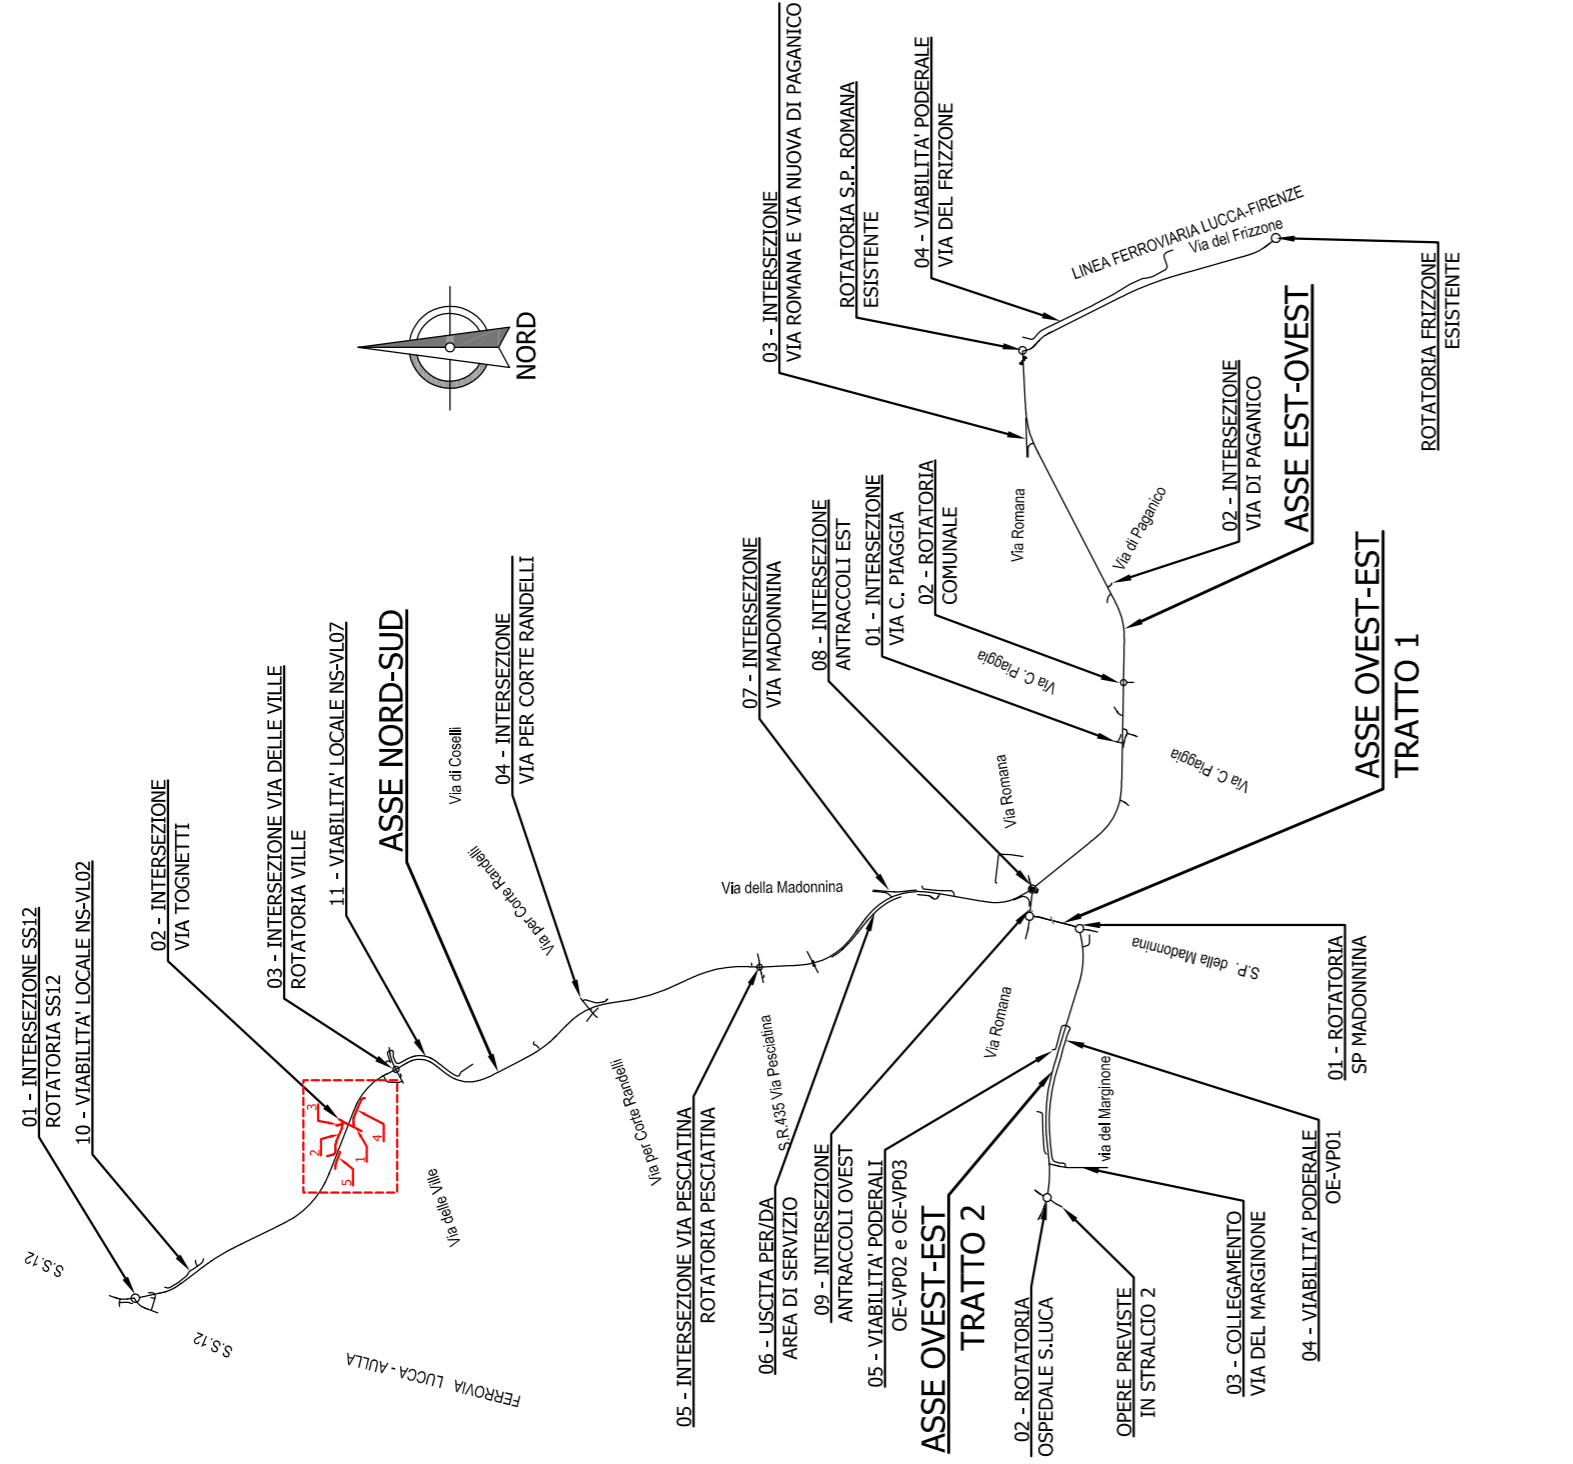 S.S.12
S.S.12
FERROVIA LUCCA - AULLA
01 - INTERSEZIONE SS12
ROTATORIA SS12
10 - VIABILITA' LOCALE NS-VL02
02 - INTERSEZIONE
VIA TOGNETTI
03 - INTERSEZIONE VIA DELLE VILLE
ROTATORIA VILLE
11 - VIABILITA' LOCALE NS-VL07
ASSE NORD-SUD
1
2
3
4
5
Via delle Ville
Via di Coselli
Via per Corte Randelli
04 - INTERSEZIONE
VIA PER CORTE RANDELLI
NORD
Via per Corte Randelli
05 - INTERSEZIONE VIA PESCIATINA
ROTATORIA PESCIATINA
S.R.435 Via Pesciatina
Via della Madonnina
06 - USCITA PER/DA
AREA DI SERVIZIO
07 - INTERSEZIONE
VIA MADONNINA
08 - INTERSEZIONE
ANTRACCOLI EST
09 - INTERSEZIONE
ANTRACCOLI OVEST
05 - VIABILITA' PODERALI
OE-VP02 e OE-VP03
ASSE OVEST-EST
TRATTO 2
02 - ROTATORIA
OSPEDALE S.LUCA
OPERE PREVISTE
IN STRALCIO 2
03 - COLLEGAMENTO
VIA DEL MARGINONE
04 - VIABILITA' PODERALE
OE-VP01
via del Marginone
Via Romana
Via Romana
S.P. della Madonnina
01 - ROTATORIA
SP MADONNINA
ASSE OVEST-EST
TRATTO 1
01 - INTERSEZIONE
VIA C. PIAGGIA
02 - ROTATORIA
COMUNALE
Via C. Piaggia
Via C. Piaggia
Via Romana
Via di Paganico
02 - INTERSEZIONE
VIA DI PAGANICO
ASSE EST-OVEST
03 - INTERSEZIONE
VIA ROMANA E VIA NUOVA DI PAGANICO
ROTATORIA S.P. ROMANA
ESISTENTE
04 - VIABILITA' PODERALE
VIA DEL FRIZZONE
LINEA FERROVIARIA LUCCA-FIRENZE
Via del Frizzone
ROTATORIA FRIZZONE
ESISTENTE